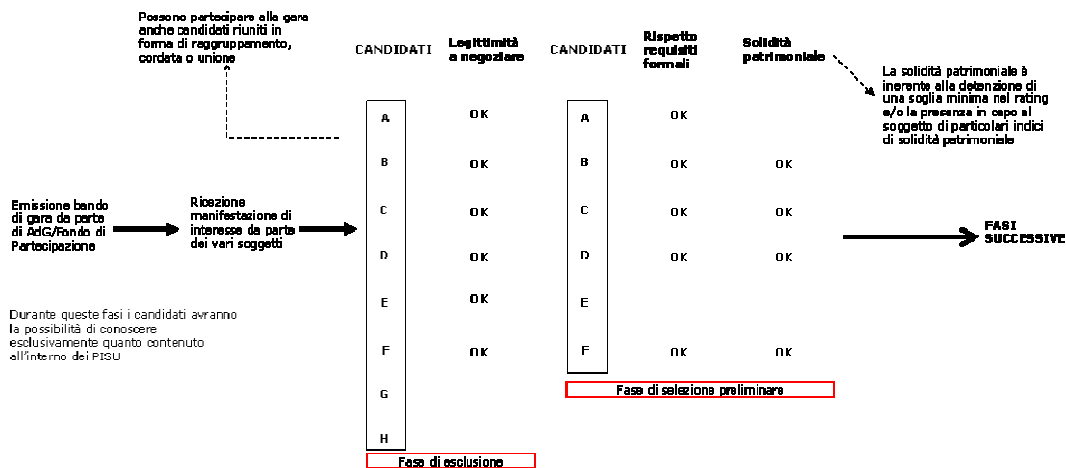 Possono partecipare alla gara
anche candidati riuniti in
forma di raggruppamento,
cordata o unione
CANDIDATI
Legittimità
a negoziare
CANDIDATI
Rispetto
requisiti
formali
Solidità
patrimoniale
La solidità patrimoniale è
inerente alla detenzione di
una soglia minima nel rating
e/o la presenza in capo al
soggetto di particolari indici
di solidità patrimoniale
A OK A OK
B OK B OK OK
C OK C OK OK
D OK D OK OK
E OK E
F OK F OK OK
G
H
Emissione bando
di gara da parte
di AdG/Fondo di
Partecipazione
Ricezione
manifestazione di
interesse da parte
dei vari soggetti
FASI
SUCCESSIVE
Durante queste fasi i candidati avranno
la possibilità di conoscere
esclusivamente quanto contenuto
all'interno dei PISU
Fase di selezione preliminare
Fase di esclusione